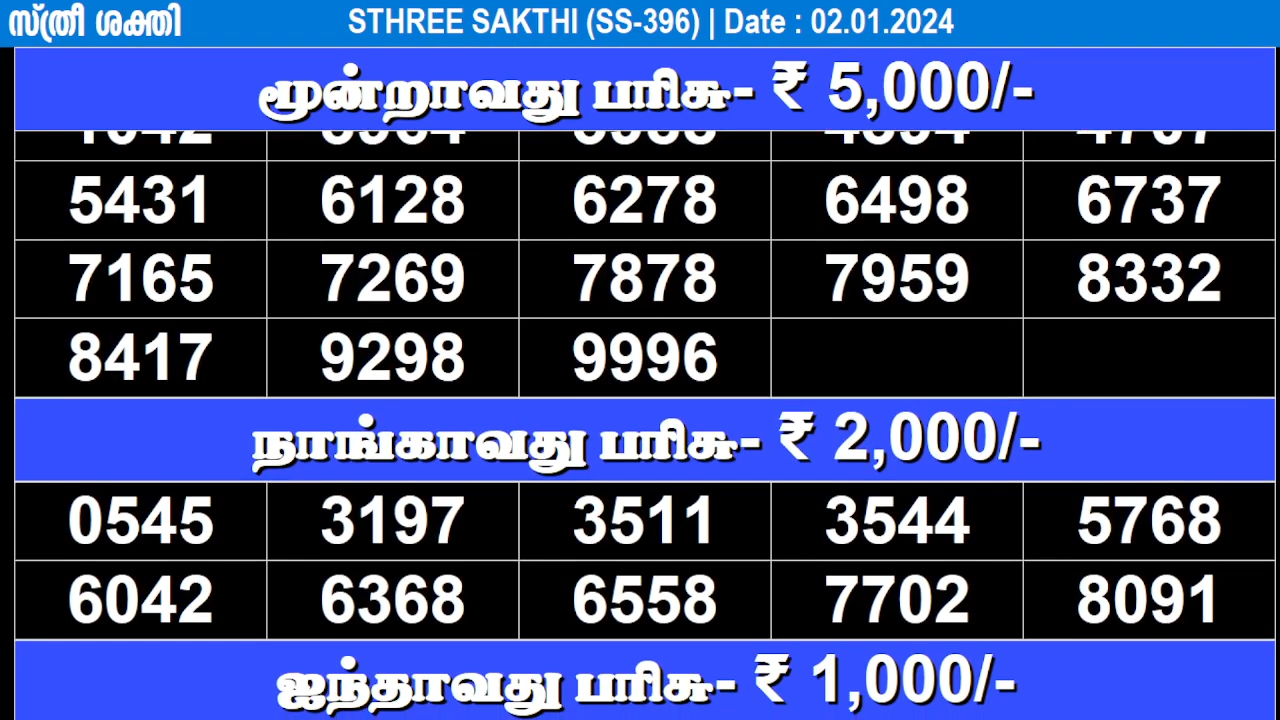 സ്ത്രീ ശക്തി STHREE SAKTHI (SS-396) | Date : 02.01.2024
மூன்றாவது பரிசு- ₹ 5,000/-
5431 6128 6278 6498 6737
7165 7269 7878 7959 8332
8417 9298 9996
நாங்காவது பரிசு- ₹ 2,000/-
0545 3197 3511 3544 5768
6042 6368 6558 7702 8091
ஐந்தாவது பரிசு- ₹ 1,000/-